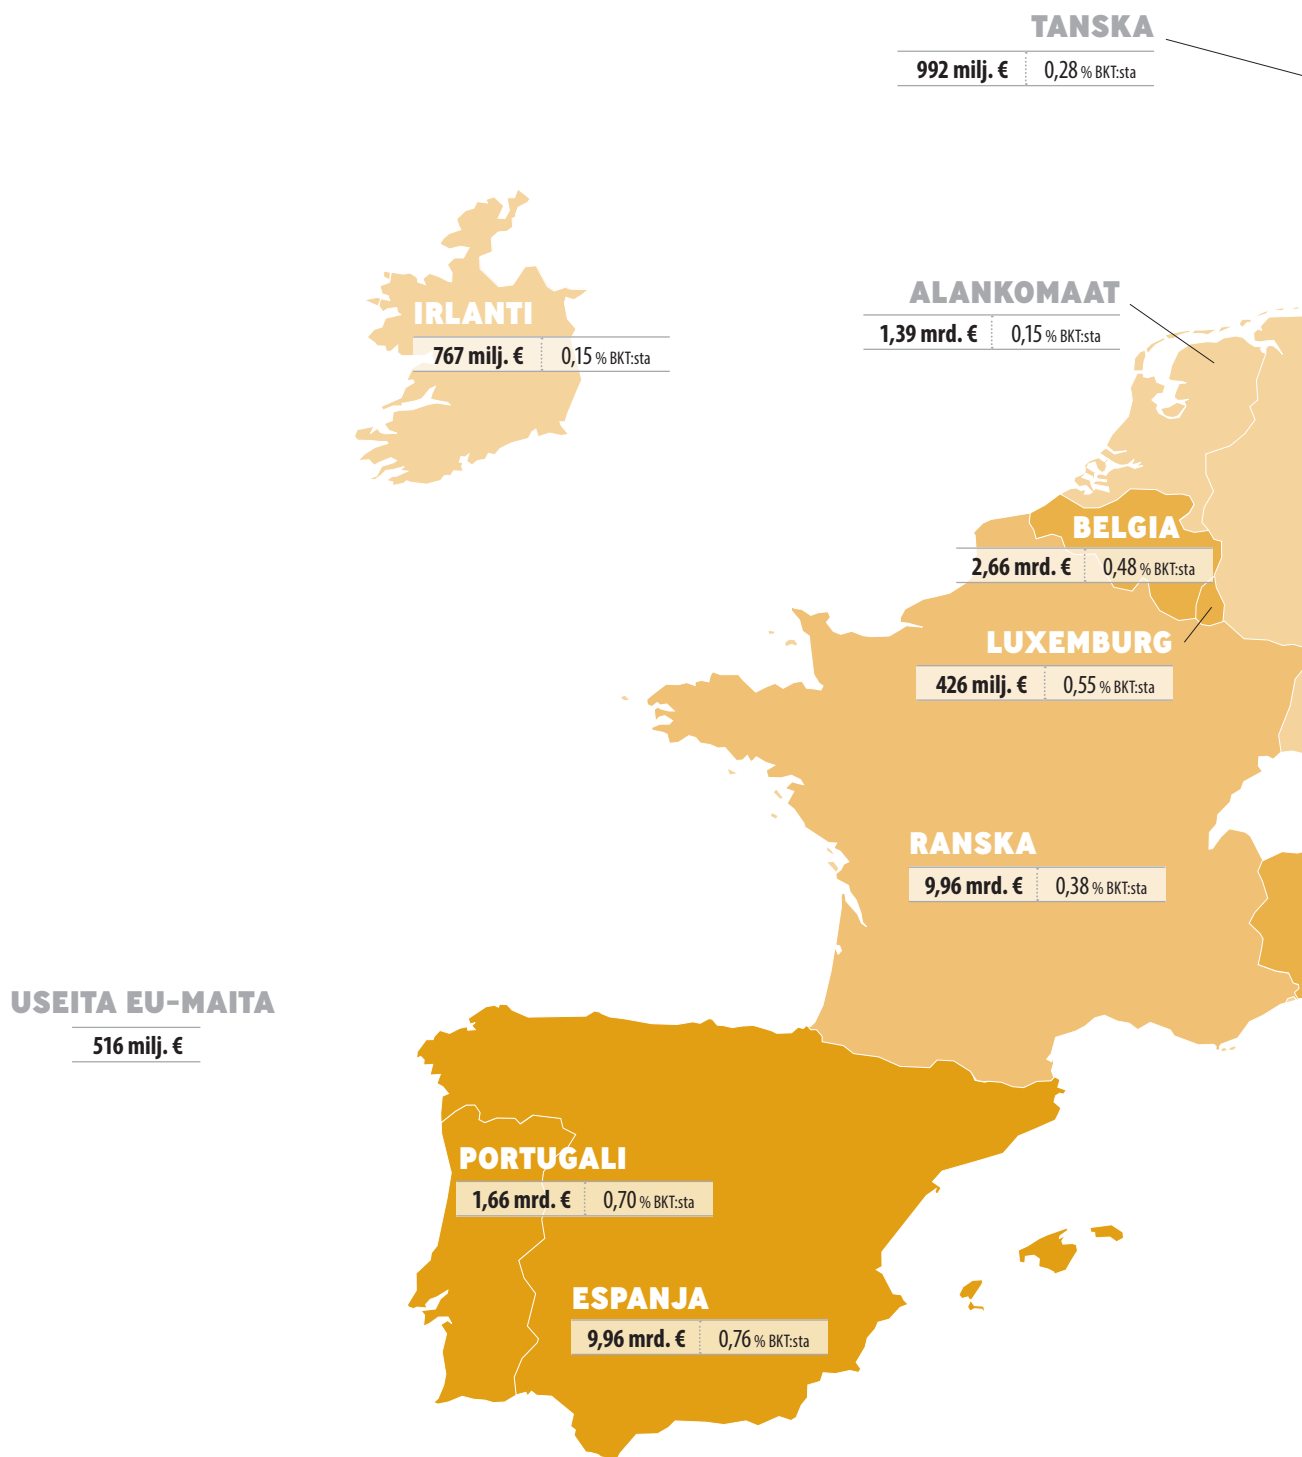 TANSKA
992 milj. € 0,28 % BKT:sta
IRLANTI
767 milj. € 0,15 % BKT:sta
ALANKOMAAT
1,39 mrd. € 0,15 % BKT:sta
BELGIA
2,66 mrd. € 0,48 % BKT:sta
LUXEMBURG
426 milj. € 0,55 % BKT:sta
RANSKA
9,96 mrd. € 0,38 % BKT:sta
USEITA EU-MAITA
516 milj. €
PORTUGALI
1,66 mrd. € 0,70 % BKT:sta
ESPANJA
9,96 mrd. € 0,76 % BKT:sta